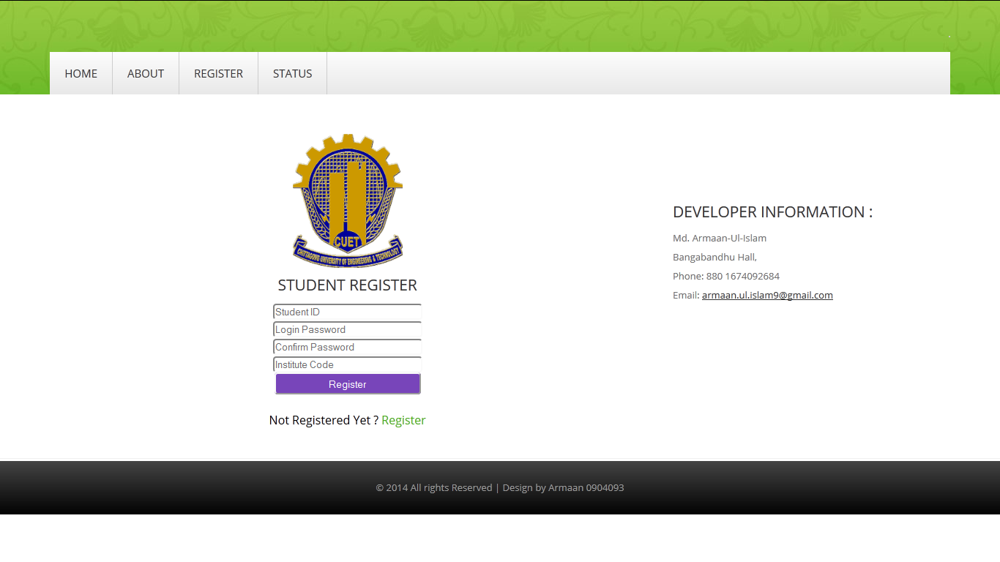 HOME ABOUT REGISTER STATUS
CUET
CHITTAGONG UNIVERSITY OF ENGINEERING & TECHNOLOGY
STUDENT REGISTER
Student ID
Login Password
Confirm Password
Institute Code
Register
Not Registered Yet ? Register
DEVELOPER INFORMATION :
Md. Armaan-Ul-Islam
Bangabandhu Hall,
Phone: 880 1674092684
Email: armaan.ul.islam9@gmail.com
© 2014 All rights Reserved | Design by Armaan 0904093